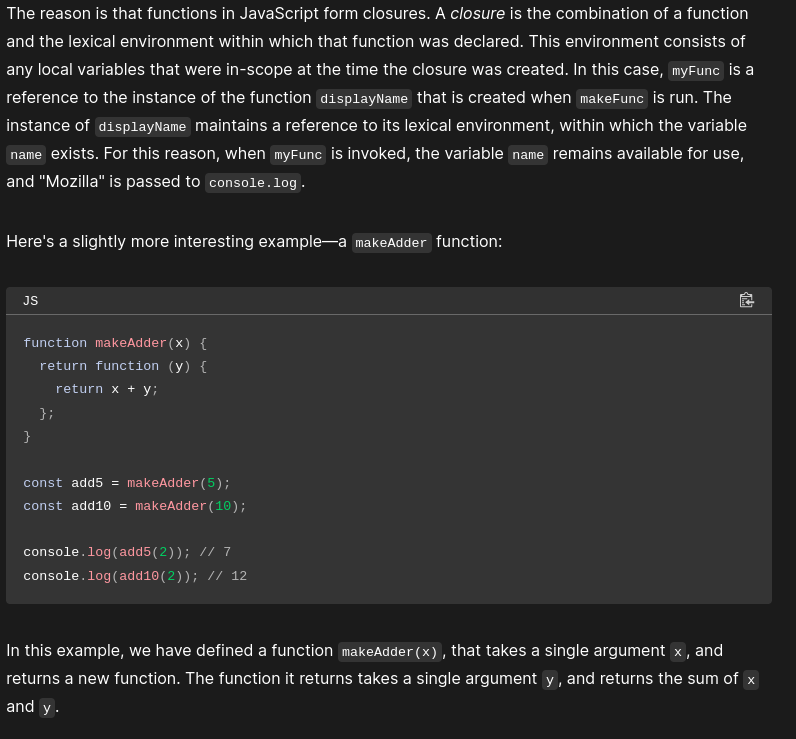 The reason is that functions in JavaScript form closures. A closure is the combination of a function
and the lexical environment within which that function was declared. This environment consists of
any local variables that were in-scope at the time the closure was created. In this case, myFunc is a
reference to the instance of the function displayName that is created when makeFunc is run. The
instance of displayName maintains a reference to its lexical environment, within which the variable
name exists. For this reason, when myFunc is invoked, the variable name remains available for use,
and "Mozilla" is passed to console.log.
Here's a slightly more interesting example—a makeAdder function:
JS
function makeAdder(x) {
  return function (y) {
    return x + y;
  };
}
const add5 = makeAdder(5);
const add10 = makeAdder(10);
console.log(add5(2)); // 7
console.log(add10(2)); // 12
In this example, we have defined a function makeAdder(x), that takes a single argument x, and
returns a new function. The function it returns takes a single argument y, and returns the sum of x
and y.